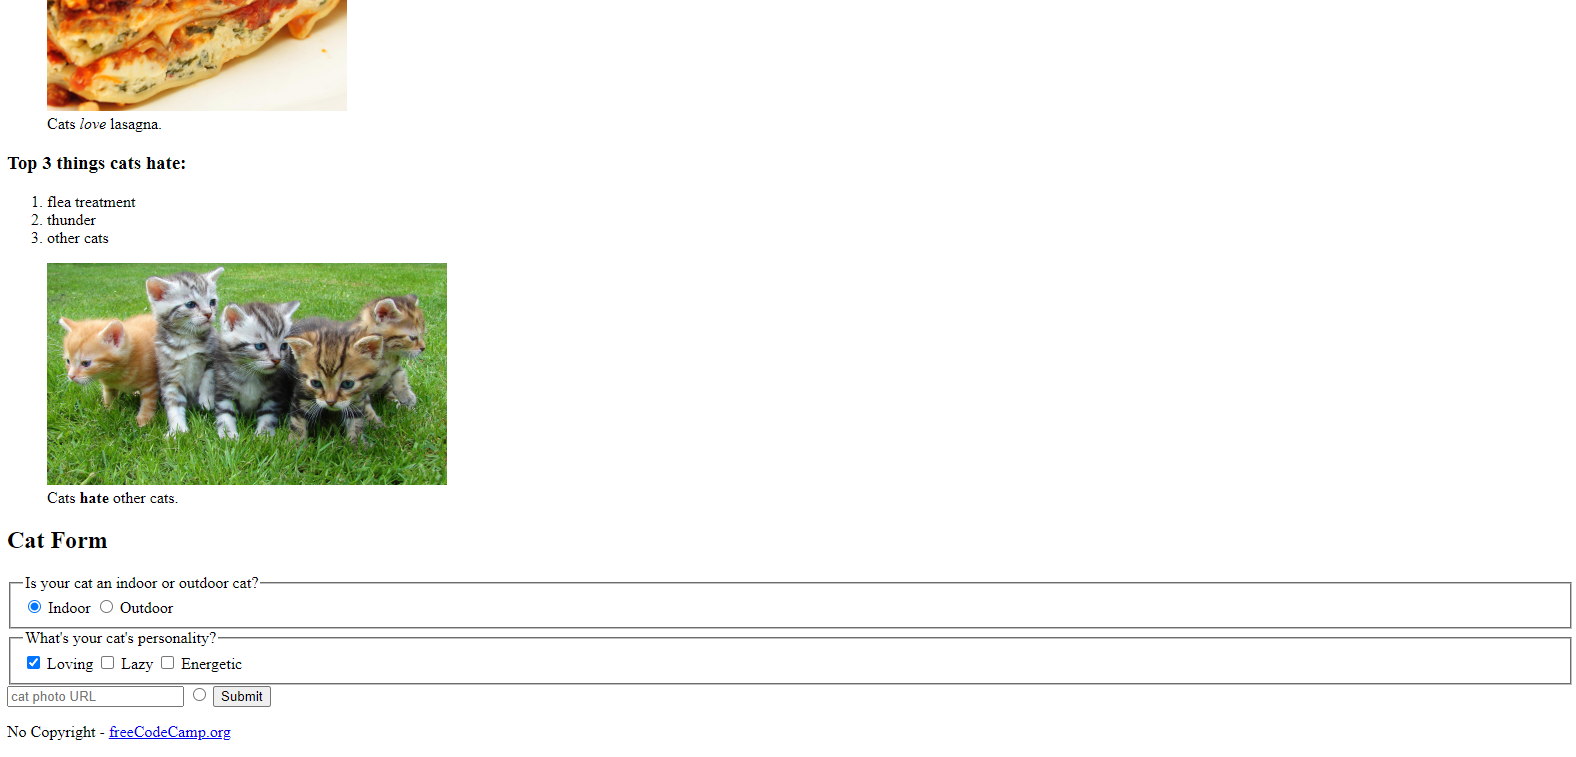 Cats love lasagna.
Top 3 things cats hate:
1. flea treatment
2. thunder
3. other cats
Cats hate other cats.
Cat Form
Is your cat an indoor or outdoor cat?
Indoor Outdoor
What's your cat's personality?
Loving Lazy Energetic
cat photo URL Submit
No Copyright - freeCodeCamp.org